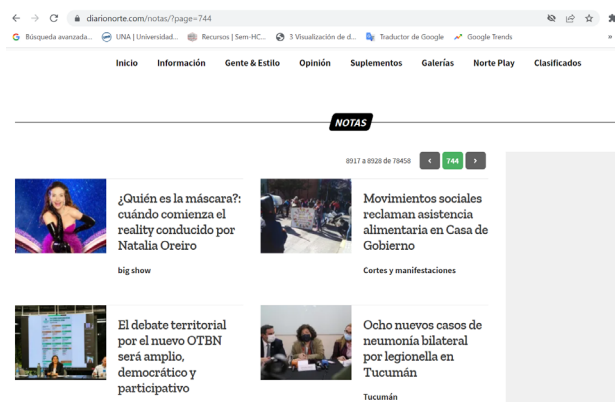 diarionorte.com/notas/?page=744
Búsqueda avanzada... UNA | Universidad... Recursos | Sem-HC... 3 Visualización de d... Traductor de Google Google Trends »
Inicio Información Gente & Estilo Opinión Suplementos Galerías Norte Play Clasificados
NOTAS
8917 a 8928 de 78458 ‹ 744 ›
¿Quién es la máscara?:
cuándo comienza el
reality conducido por
Natalia Oreiro
big show
Movimientos sociales
reclaman asistencia
alimentaria en Casa de
Gobierno
Cortes y manifestaciones
El debate territorial
por el nuevo OTBN
será amplio,
democrático y
participativo
Ocho nuevos casos de
neumonía bilateral
por legionella en
Tucumán
Tucumán